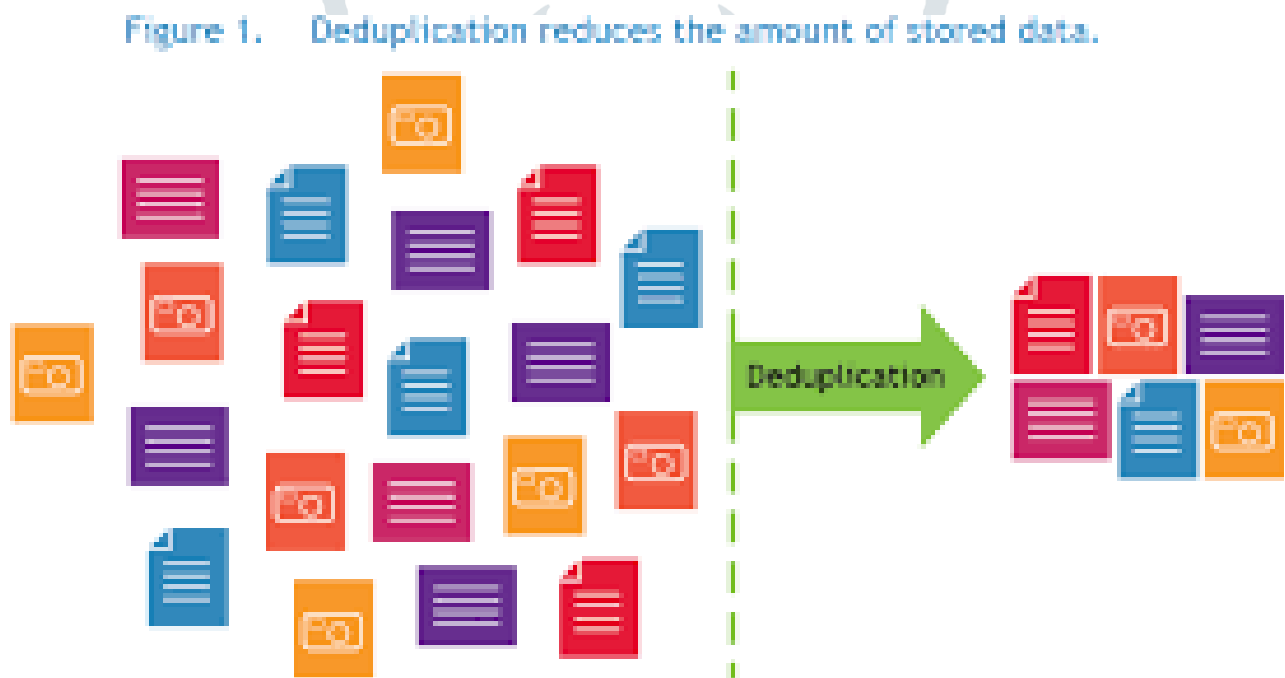 Figure 1. Deduplication reduces the amount of stored data.
Deduplication